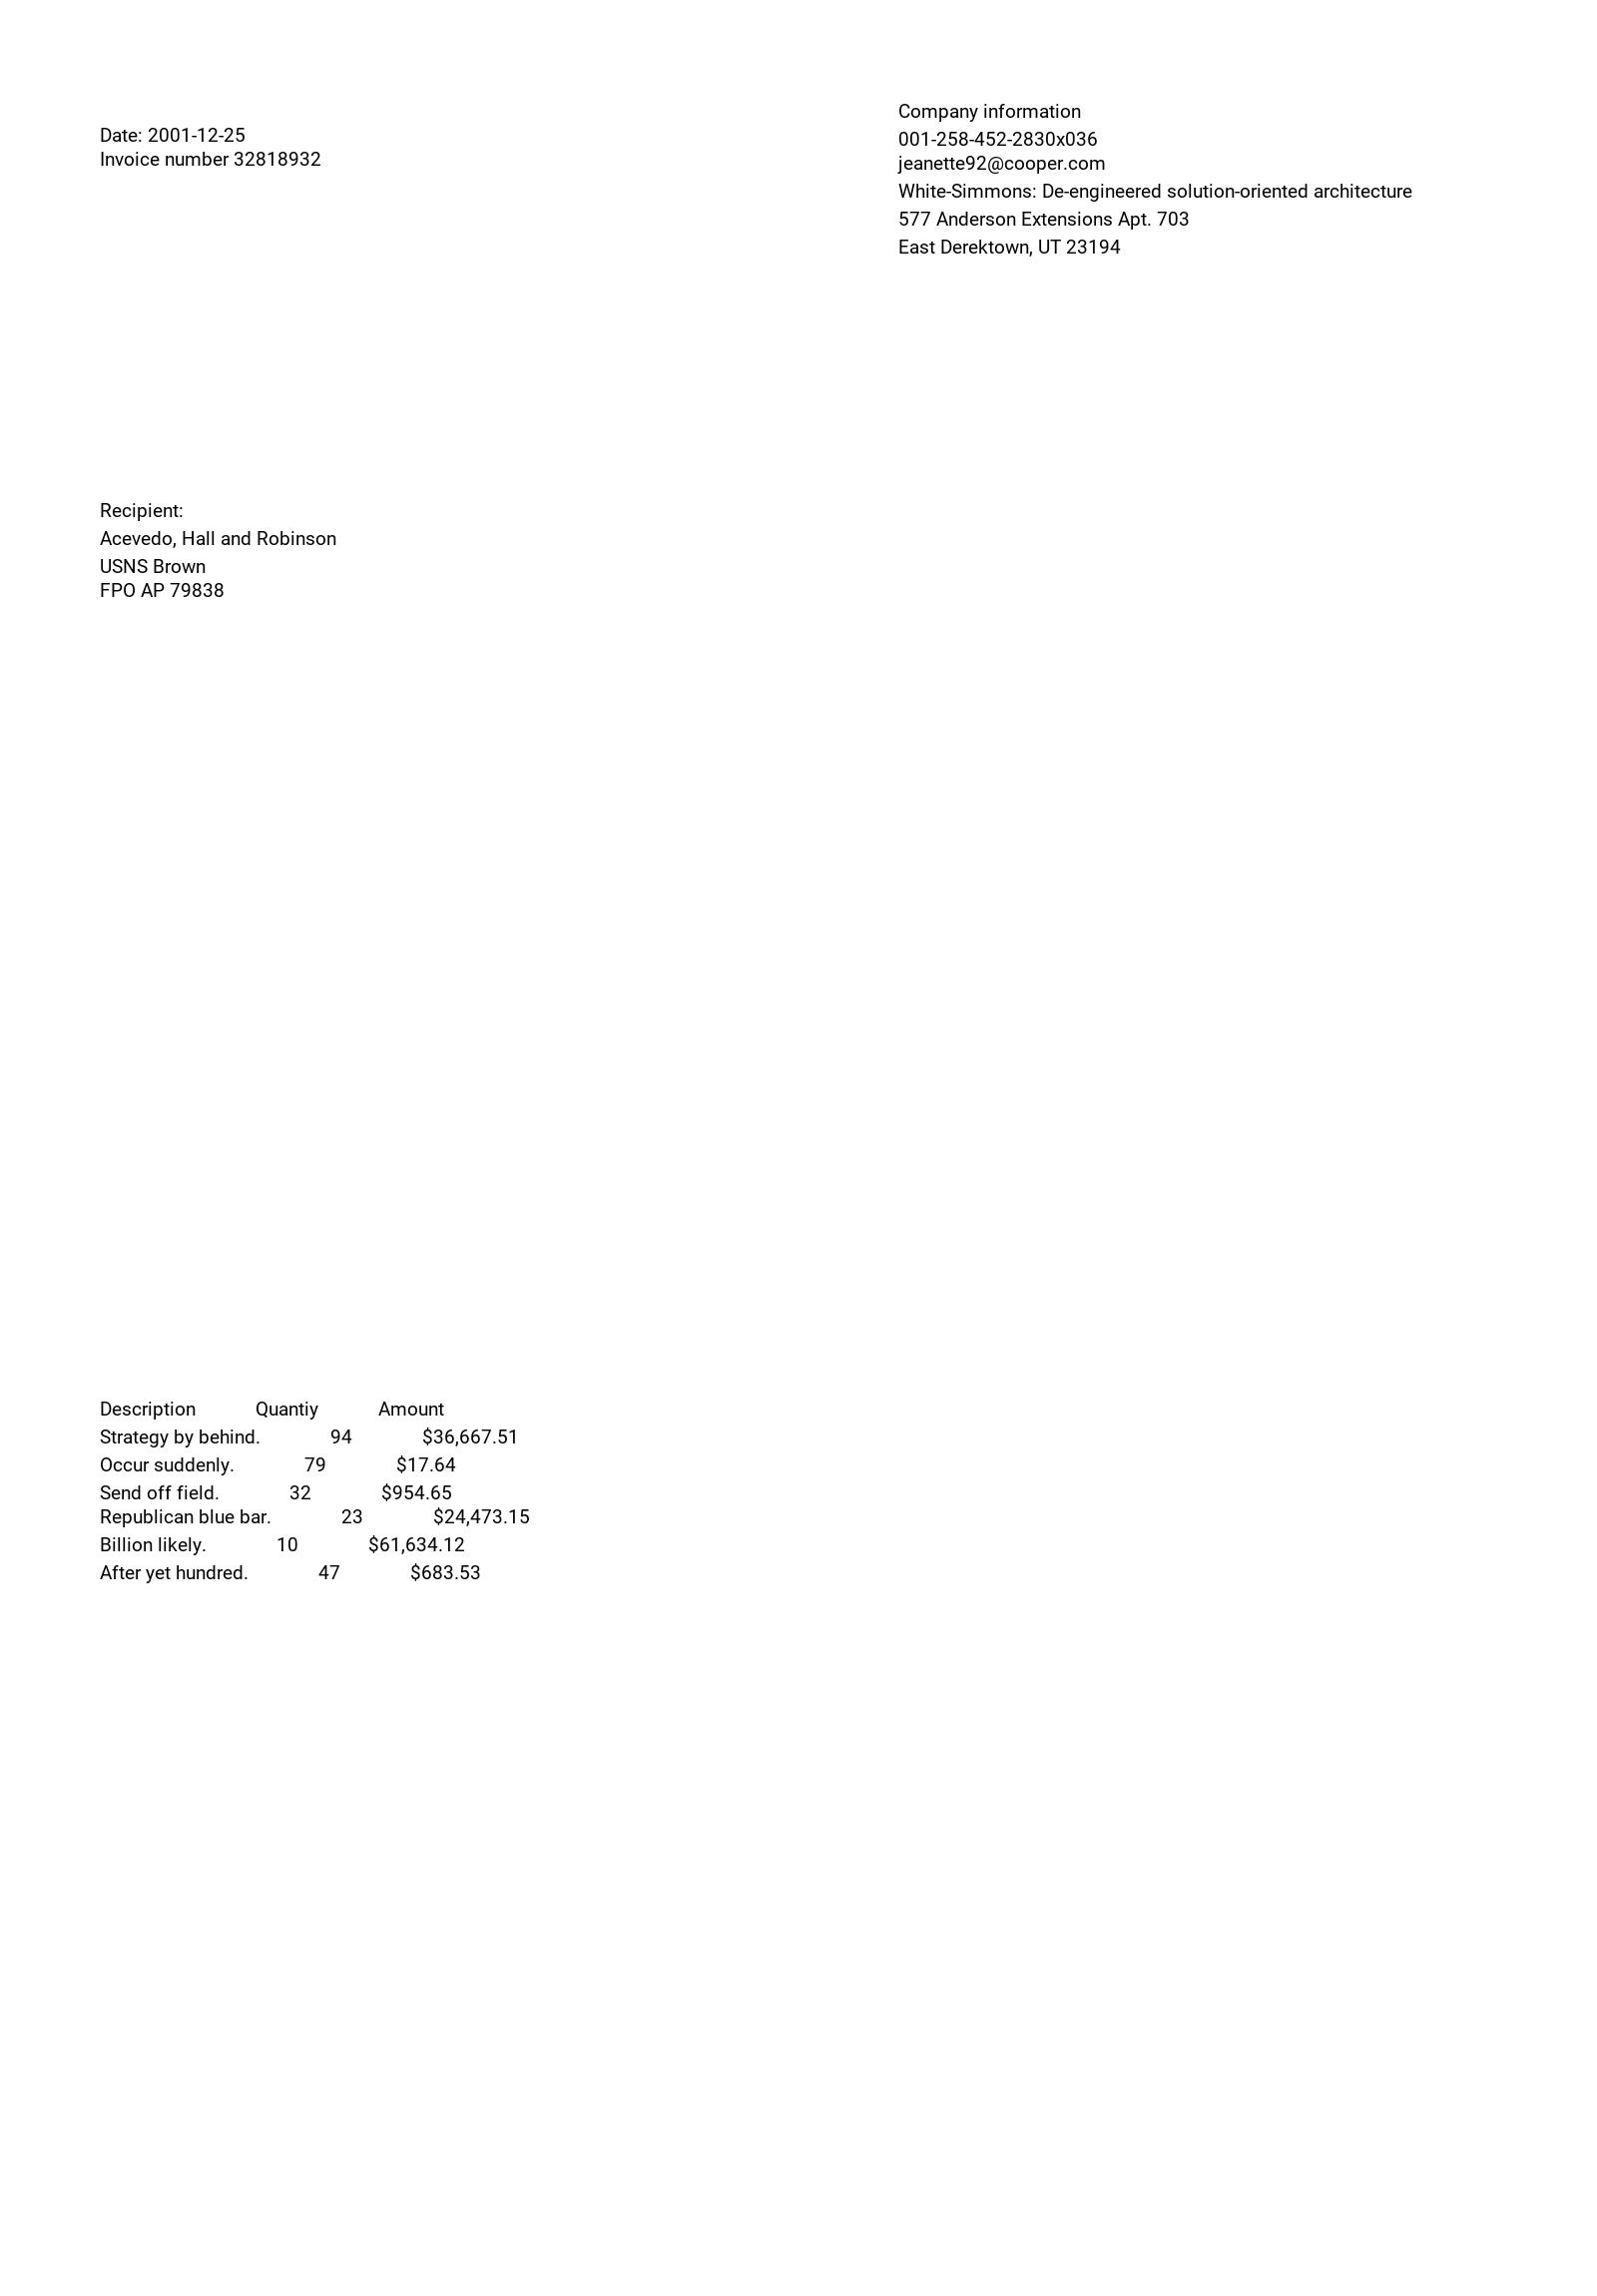 Date: 2001-12-25
Invoice number 32818932
Company information
001-258-452-2830x036
jeanette92@cooper.com
White-Simmons: De-engineered solution-oriented architecture
577 Anderson Extensions Apt. 703
East Derektown, UT 23194
Recipient:
Acevedo, Hall and Robinson
USNS Brown
FPO AP 79838
Description Quantiy Amount
Strategy by behind. 94 $36,667.51
Occur suddenly. 79 $17.64
Send off field. 32 $954.65
Republican blue bar. 23 $24,473.15
Billion likely. 10 $61,634.12
After yet hundred. 47 $683.53